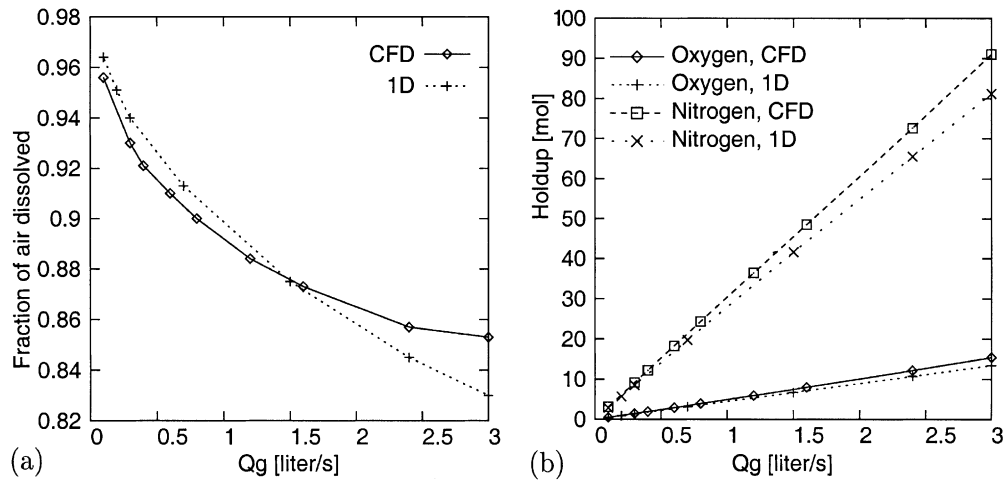 Fraction of air dissolved
0.98
0.96
0.94
0.92
0.9
0.88
0.86
0.84
0.82
CFD
1D
0 0.5 1 1.5 2 2.5 3
Qg [liter/s]
(a)
Holdup [mol]
100
90
80
70
60
50
40
30
20
10
0
Oxygen, CFD
Oxygen, 1D
Nitrogen, CFD
Nitrogen, 1D
0 0.5 1 1.5 2 2.5 3
Qg [liter/s]
(b)